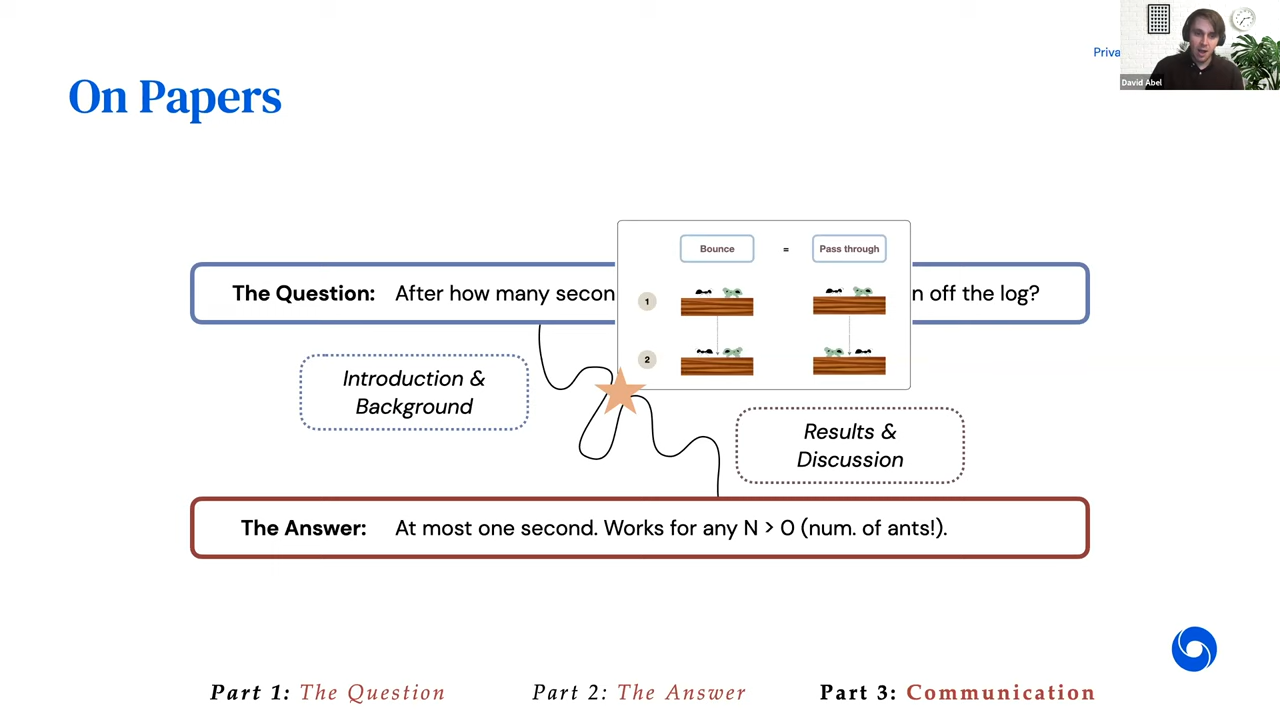 Priva
David Abel
On Papers
Bounce = Pass through
The Question: After how many secon
n off the log?
1
2
Introduction &
Background
Results &
Discussion
The Answer: At most one second. Works for any N > 0 (num. of ants!).
Part 1: The Question Part 2: The Answer Part 3: Communication